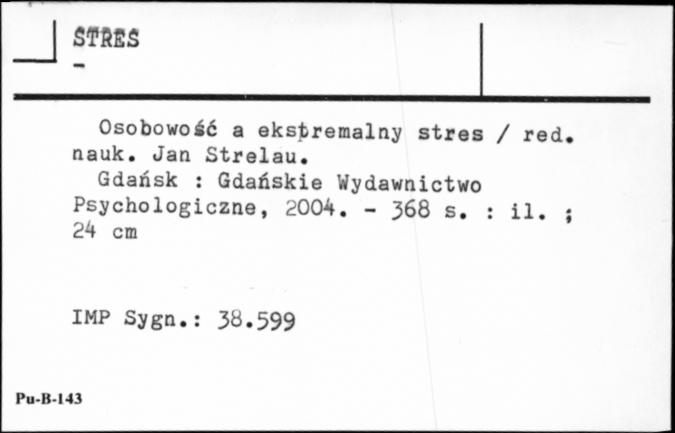 STRES
-
Osobowość a ekstremalny stres / red.
nauk. Jan Strelau.
Gdańsk : Gdańskie Wydawnictwo
Psychologiczne, 2004. - 368 s. : il. ;
24 cm
IMP Sygn.: 38.599
Pu-B-143